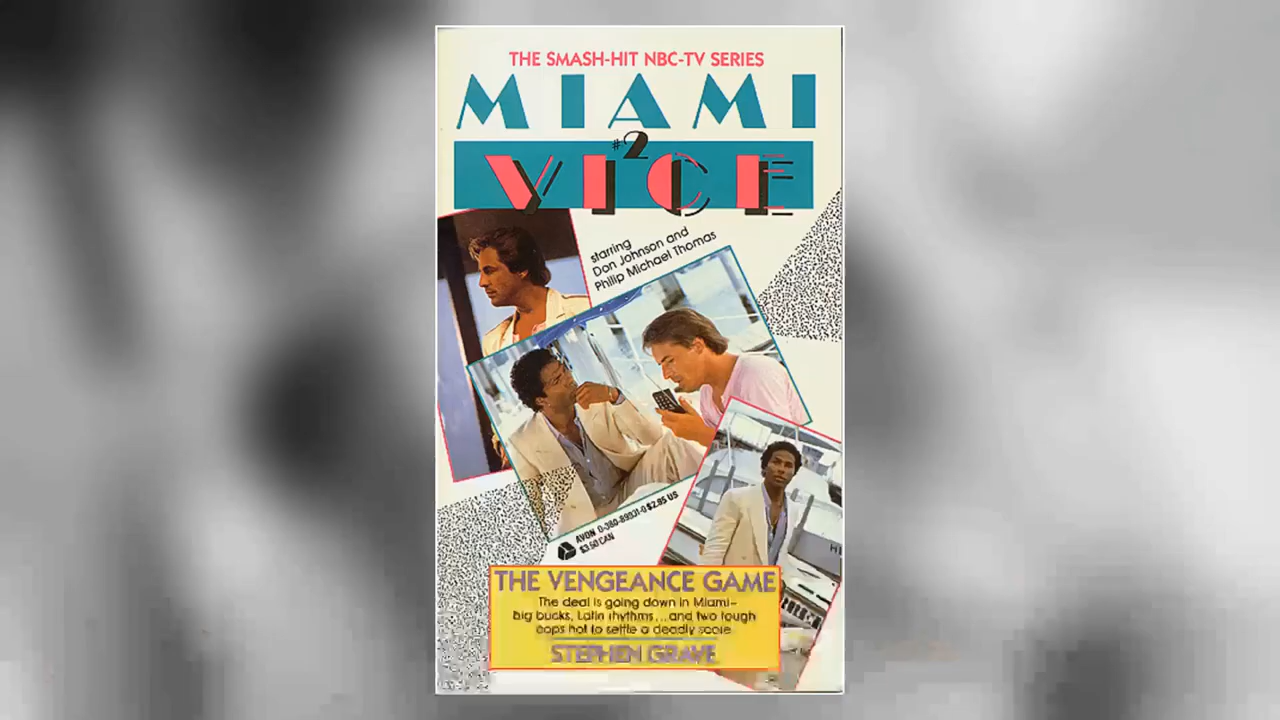 THE SMASH-HIT NBC-TV SERIES
MIAMI
#2
VICE
starring
Don Johnson and
Philip Michael Thomas
AVON 0-380-89931-0 $2.95 US
$3.50 CAN
THE VENGEANCE GAME
The deal is going down in Miami–
big bucks, Latin rhythms...and two tough
cops hot to settle a deadly score.
STEPHEN GRAVE